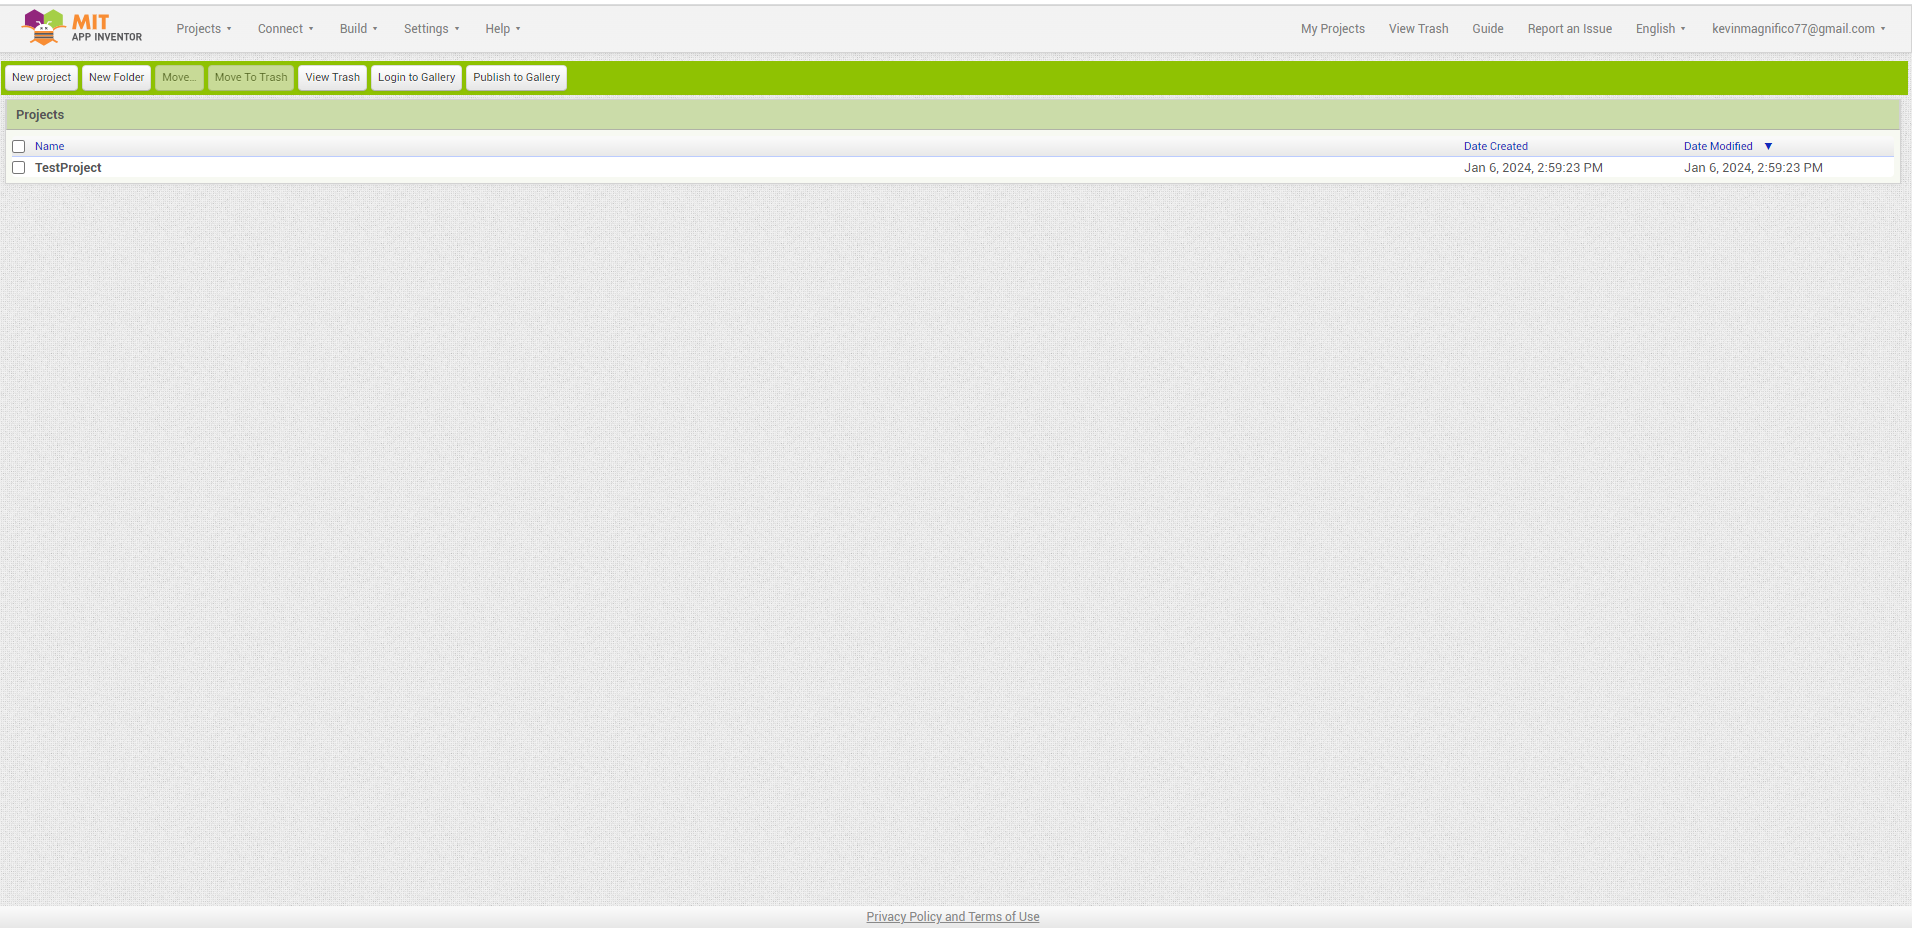 MIT
APP INVENTOR
Projects Connect Build Settings Help My Projects View Trash Guide Report an Issue English kevinmagnifico77@gmail.com
New project New Folder Move... Move To Trash View Trash Login to Gallery Publish to Gallery
Projects
Name Date Created Date Modified ▼
TestProject Jan 6, 2024, 2:59:23 PM Jan 6, 2024, 2:59:23 PM
Privacy Policy and Terms of Use